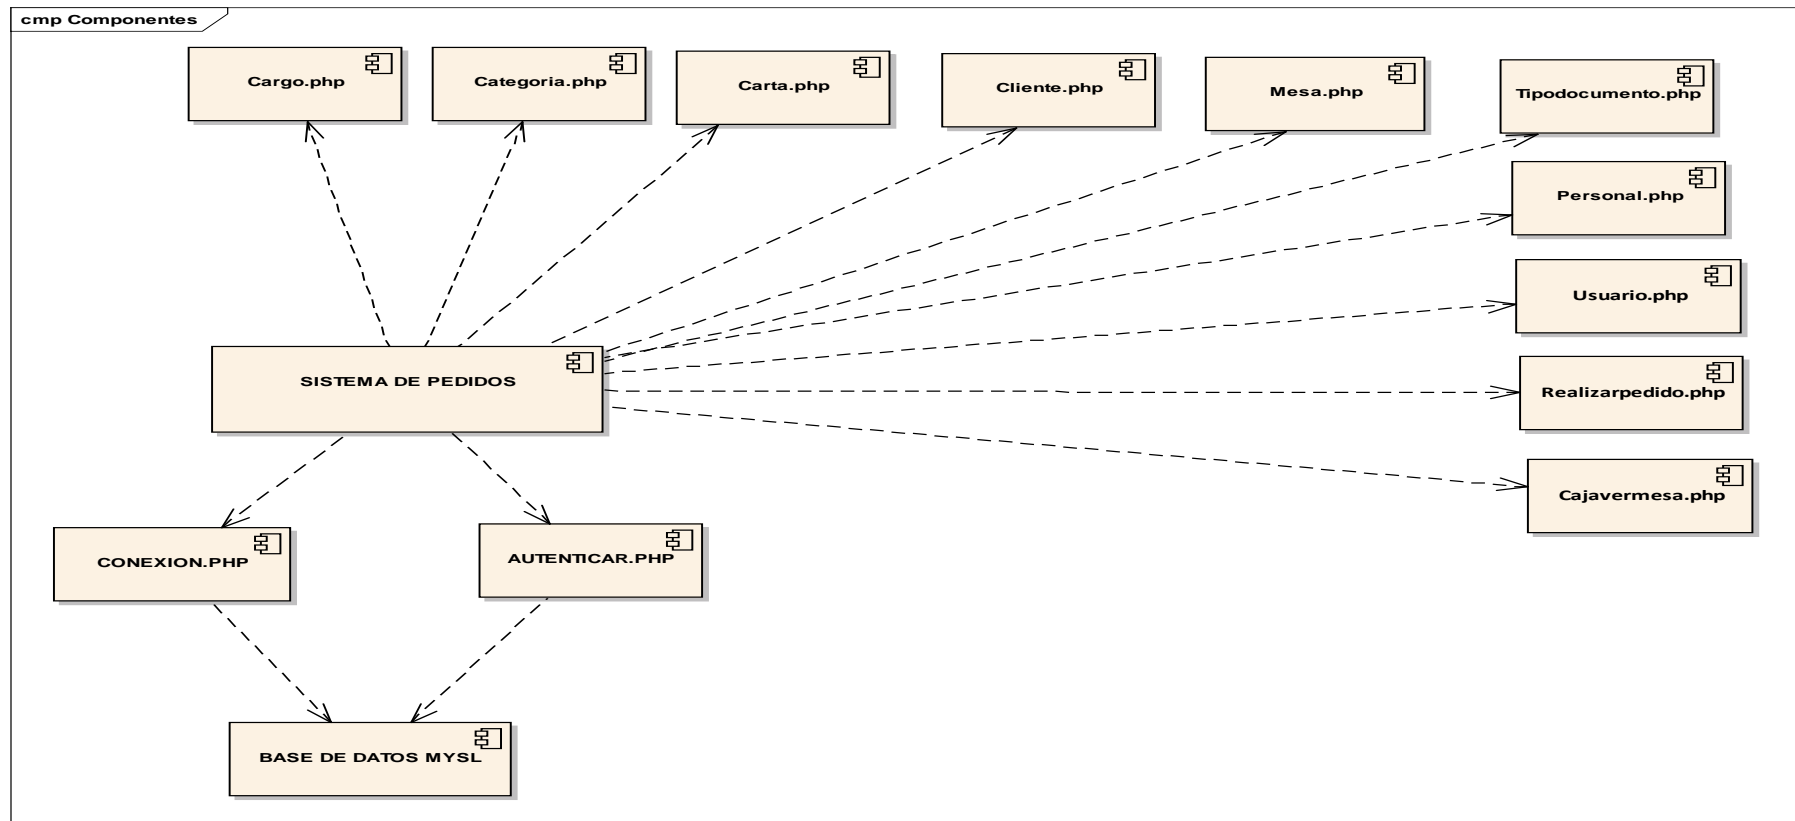 cmp Componentes
Cargo.php
Categoria.php
Carta.php
Cliente.php
Mesa.php
Tipodocumento.php
Personal.php
Usuario.php
SISTEMA DE PEDIDOS
Realizarpedido.php
Cajavermesa.php
CONEXION.PHP
AUTENTICAR.PHP
BASE DE DATOS MYSL